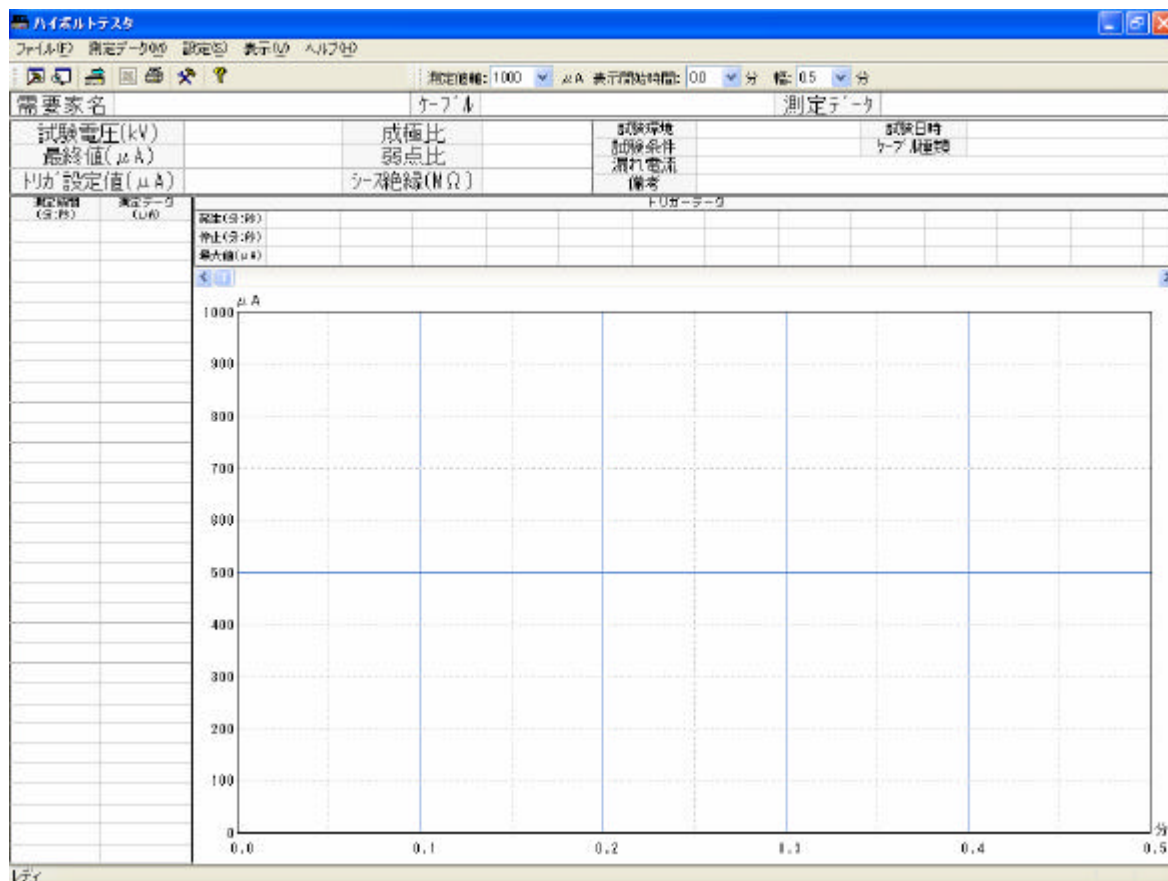 ハイボルトテスタ
ファイル(F) 測定データ(M) 設定(S) 表示(V) ヘルプ(H)
測定値軸: 1000 μA 表示開始時間: 0.0 分 幅: 0.5 分
需要家名 ケーブル 測定データ
試験電圧(kV) 成極比 試験環境 試験日時
最終値(μA) 弱点比 試験条件 ケーブル種類
漏れ電流
トリガ設定値(μA) シース絶縁(MΩ) 備考
測定時間 測定データ トリガーデータ
(分:秒) (μA) 発生(分:秒)
停止(分:秒)
最大値(μA)
μA
1000
900
800
700
600
500
400
300
200
100
0
分
0.0 0.1 0.2 0.3 0.4 0.5
レディ